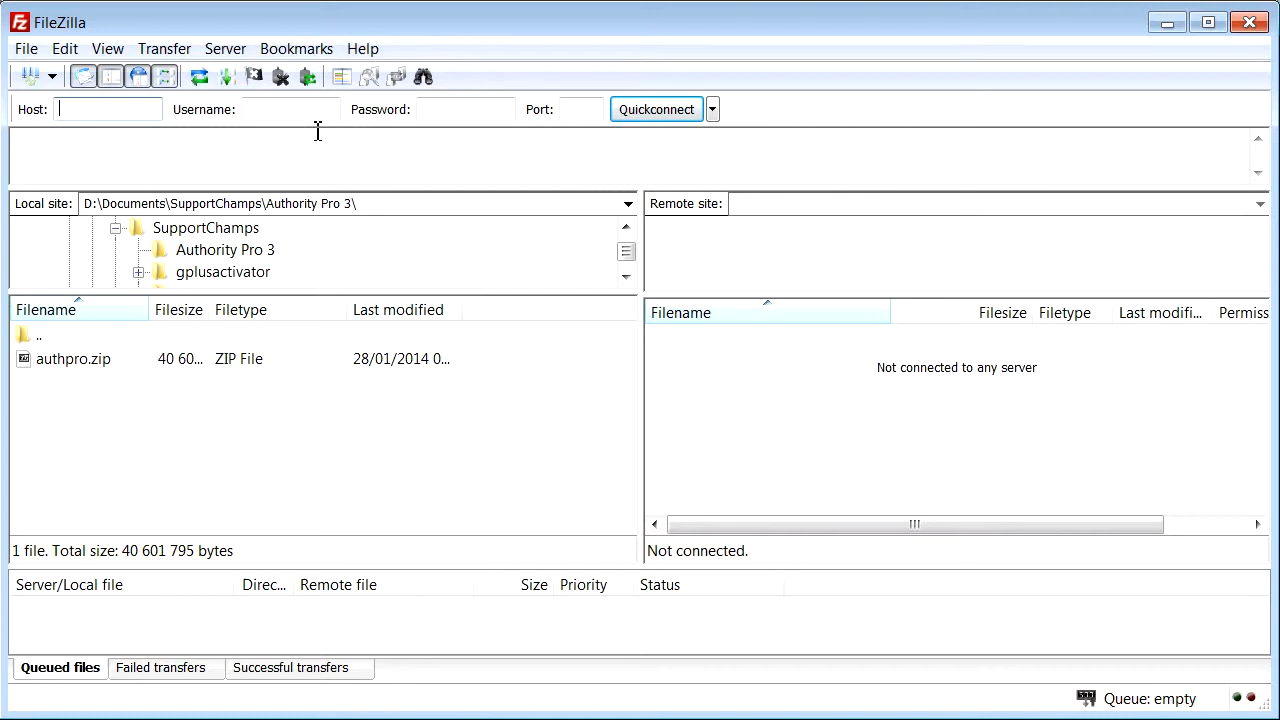 FileZilla
File Edit View Transfer Server Bookmarks Help
Host: Username: Password: Port: Quickconnect
Local site: D:\Documents\SupportChamps\Authority Pro 3\ Remote site:
SupportChamps
Authority Pro 3
gplusactivator
Filename Filesize Filetype Last modified
..
authpro.zip 40 60... ZIP File 28/01/2014 0...
1 file. Total size: 40 601 795 bytes
Filename Filesize Filetype Last modifi... Permiss
Not connected to any server
Not connected.
Server/Local file Direc... Remote file Size Priority Status
Queued files Failed transfers Successful transfers
Queue: empty